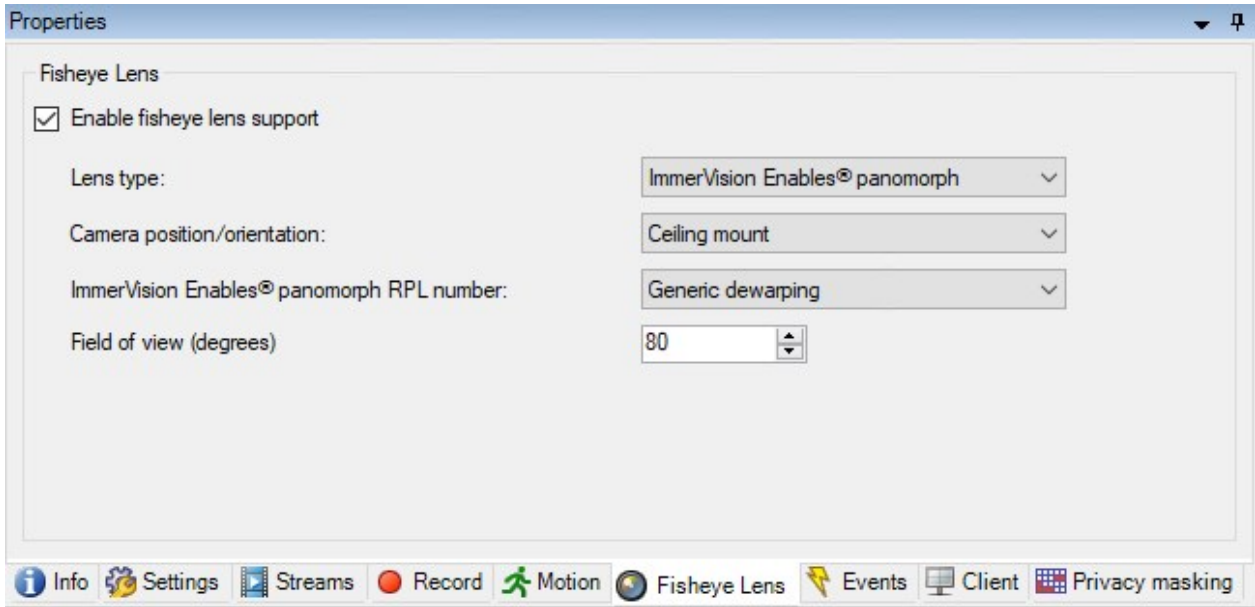 Properties
Fisheye Lens
Enable fisheye lens support
Lens type: ImmerVision Enables® panomorph
Camera position/orientation: Ceiling mount
ImmerVision Enables® panomorph RPL number: Generic dewarping
Field of view (degrees) 80
Info Settings Streams Record Motion Fisheye Lens Events Client Privacy masking